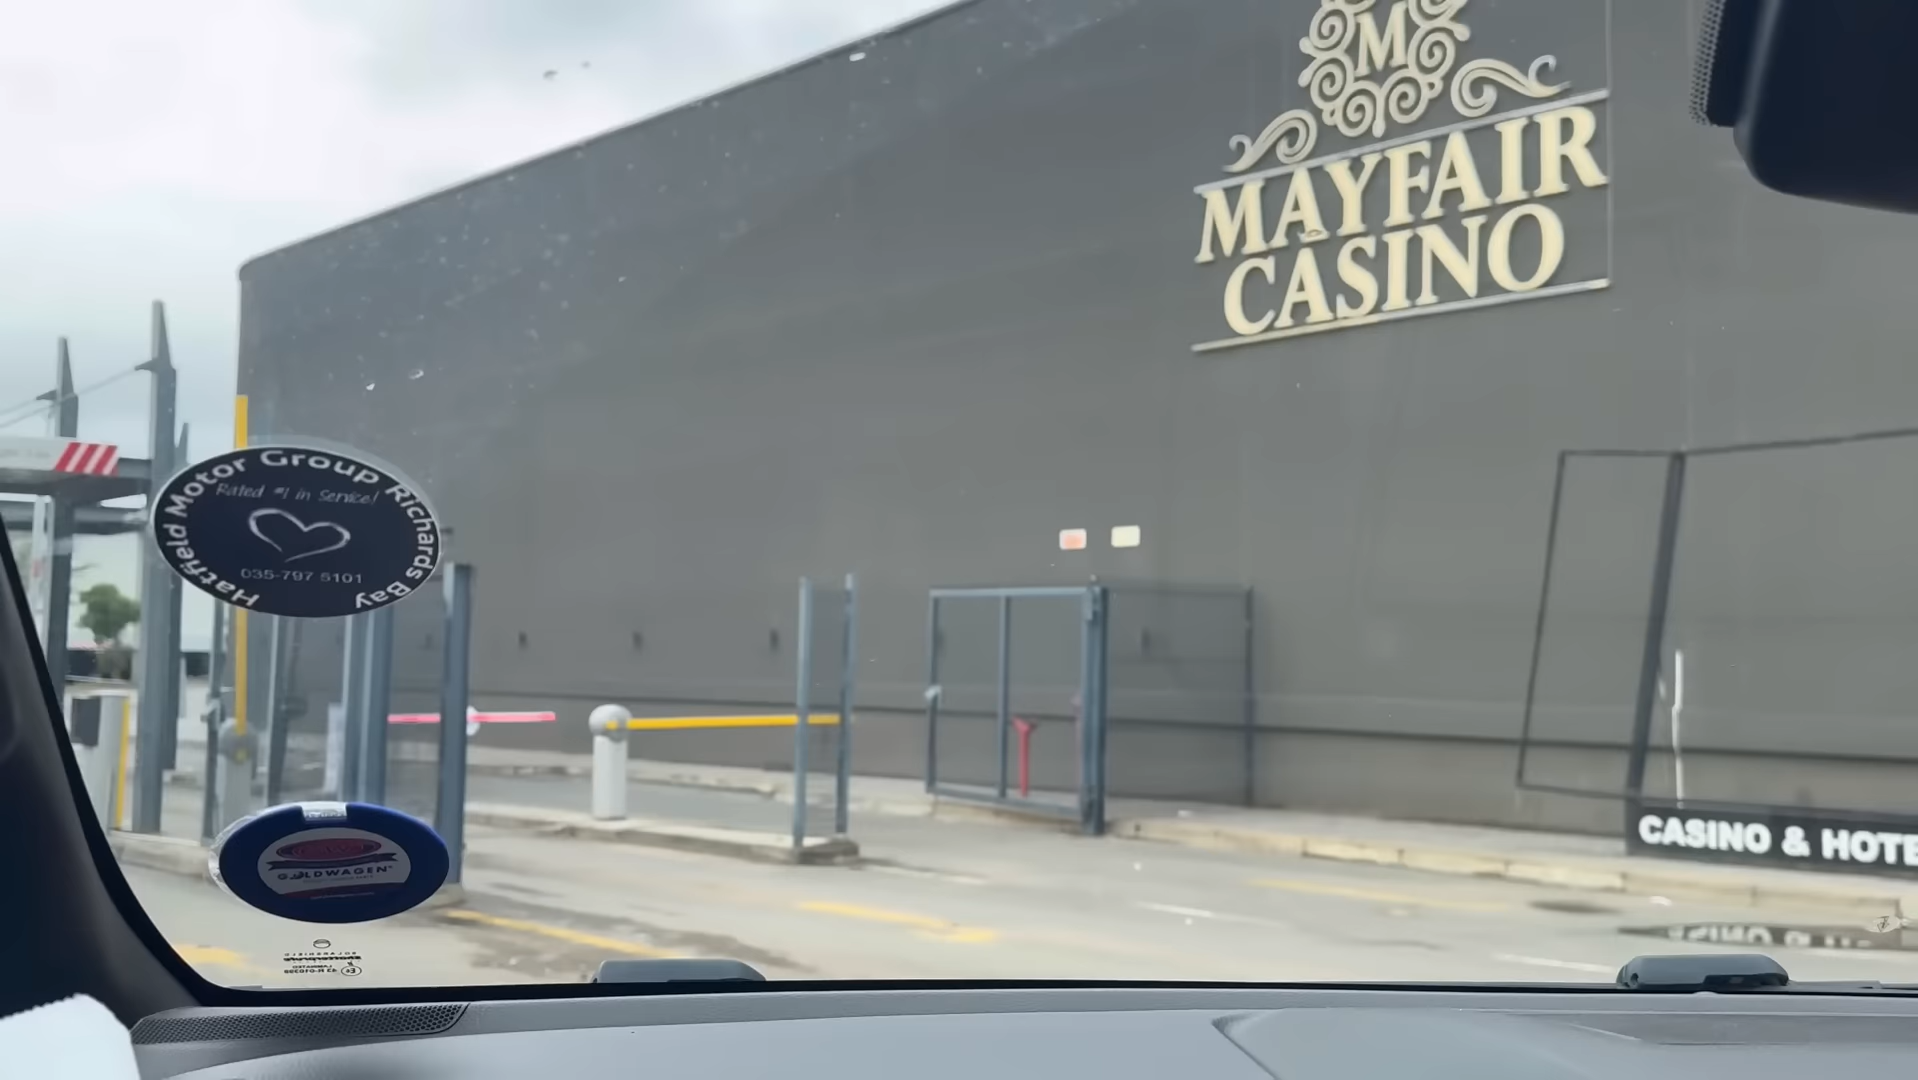 M
MAYFAIR
CASINO
Hatfield Motor Group Richards Bay
Rated #1 in Service!
035-797 5101
CASINO & HOTE
GOLDWAGEN